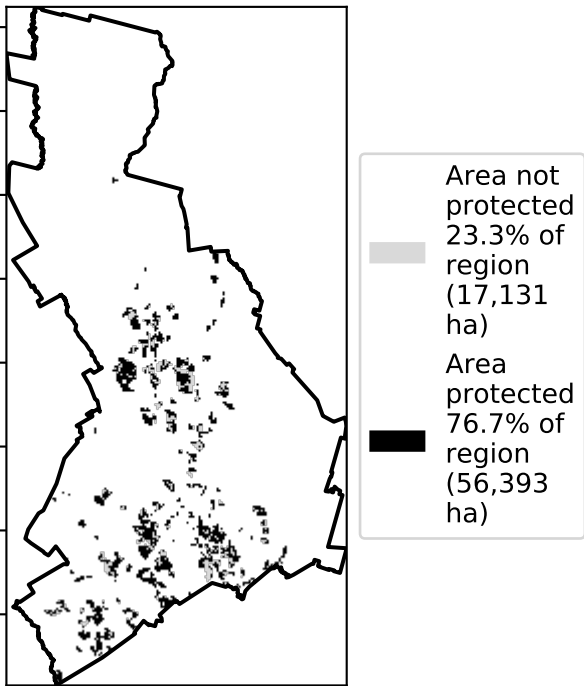 Area not
protected
23.3% of
region
(17,131
ha)
Area
protected
76.7% of
region
(56,393
ha)